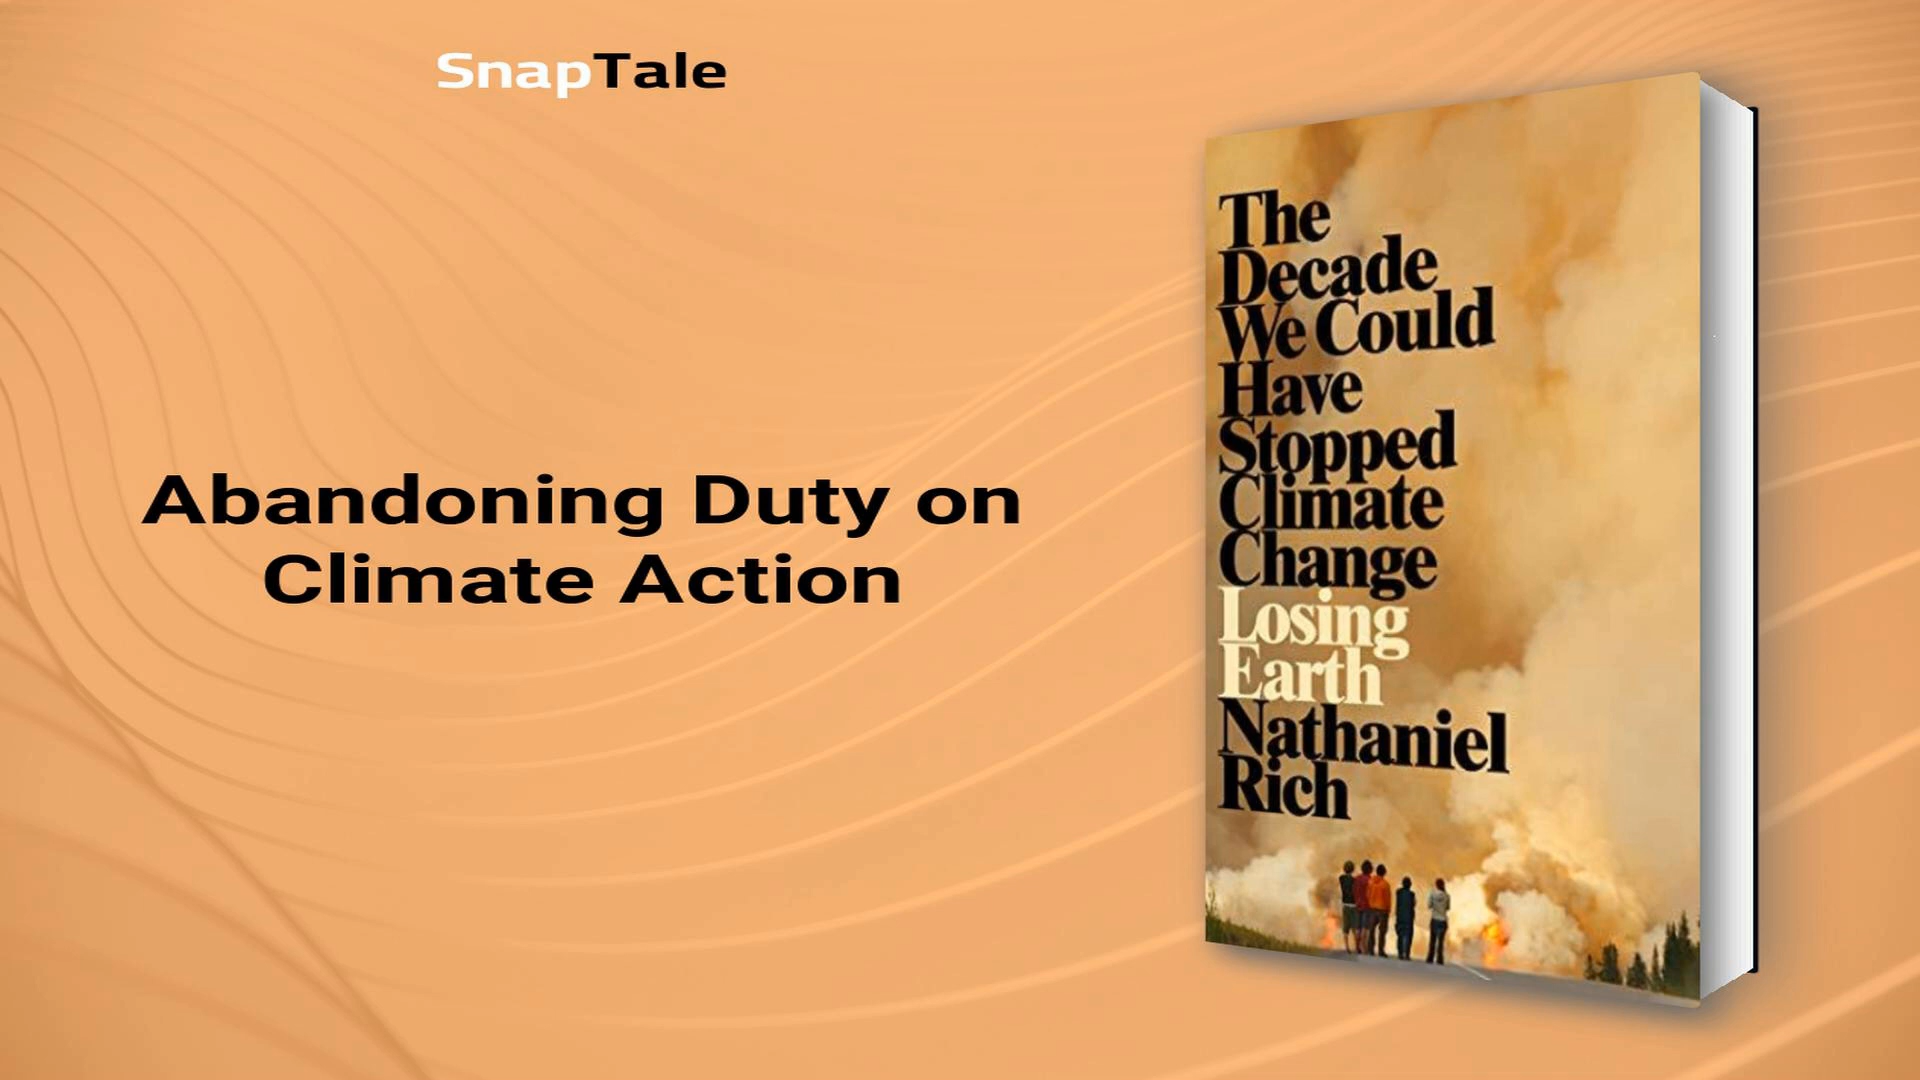 SnapTale
Abandoning Duty on
Climate Action
The
Decade
We Could
Have
Stopped
Climate
Change
Losing
Earth
Nathaniel
Rich